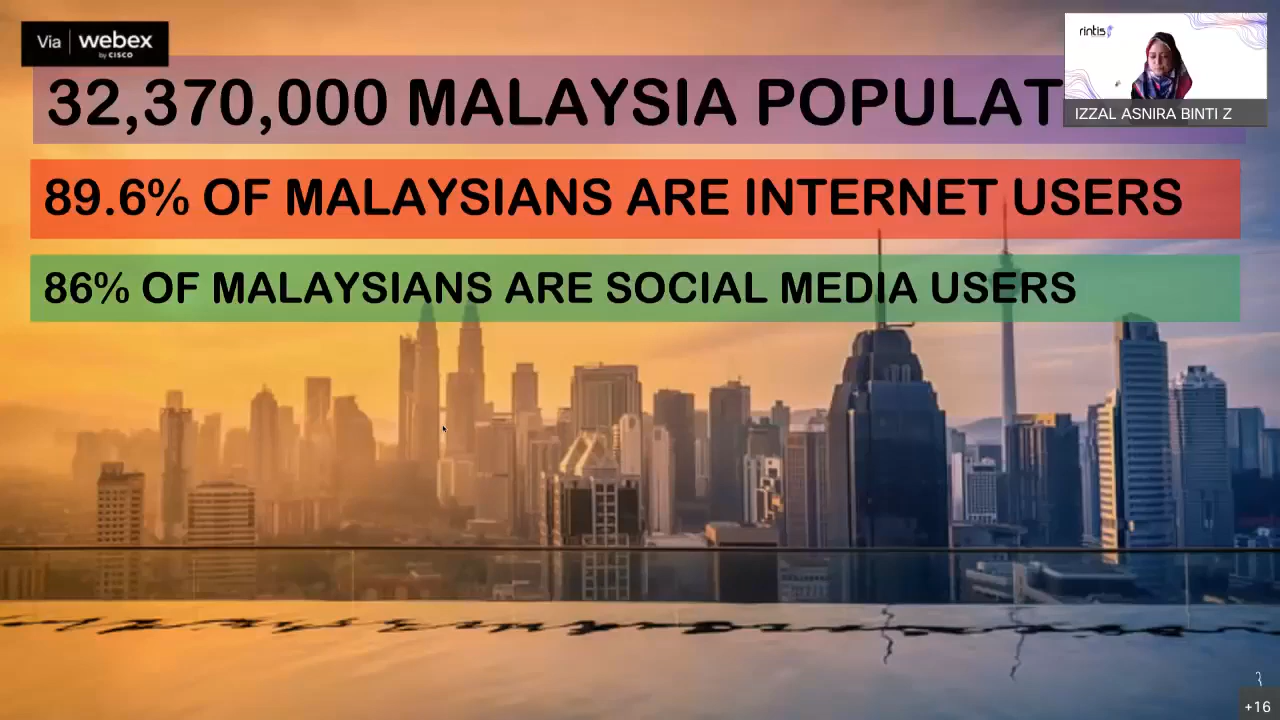 Via webex
by CISCO
rintis
32,370,000 MALAYSIA POPULAT
IZZAL ASNIRA BINTI Z
89.6% OF MALAYSIANS ARE INTERNET USERS
86% OF MALAYSIANS ARE SOCIAL MEDIA USERS
3
+16